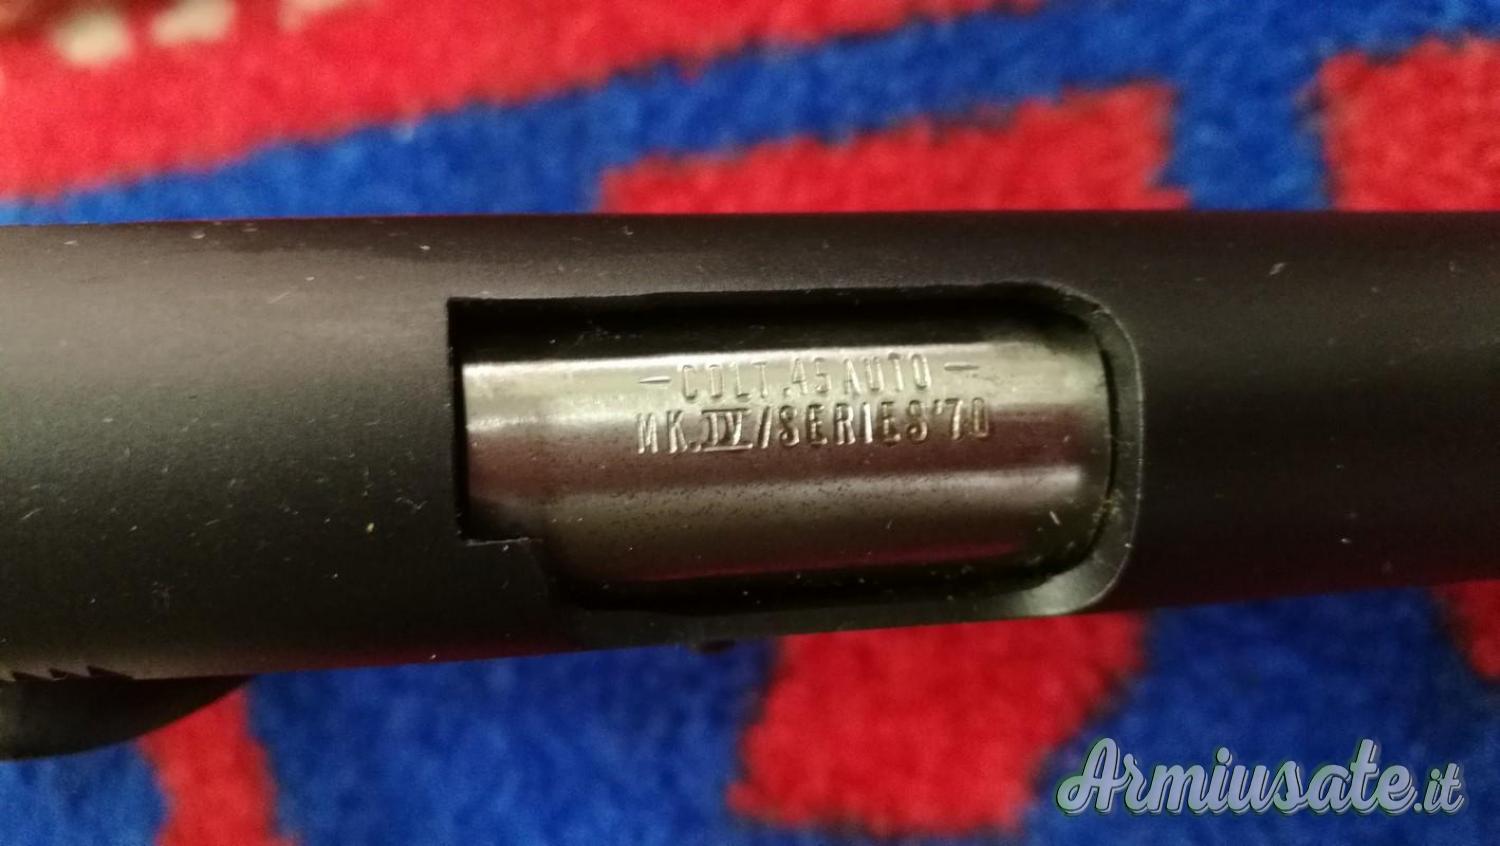 — COLT .45 AUTO —
MK. IV / SERIES '70
Armiusate.it